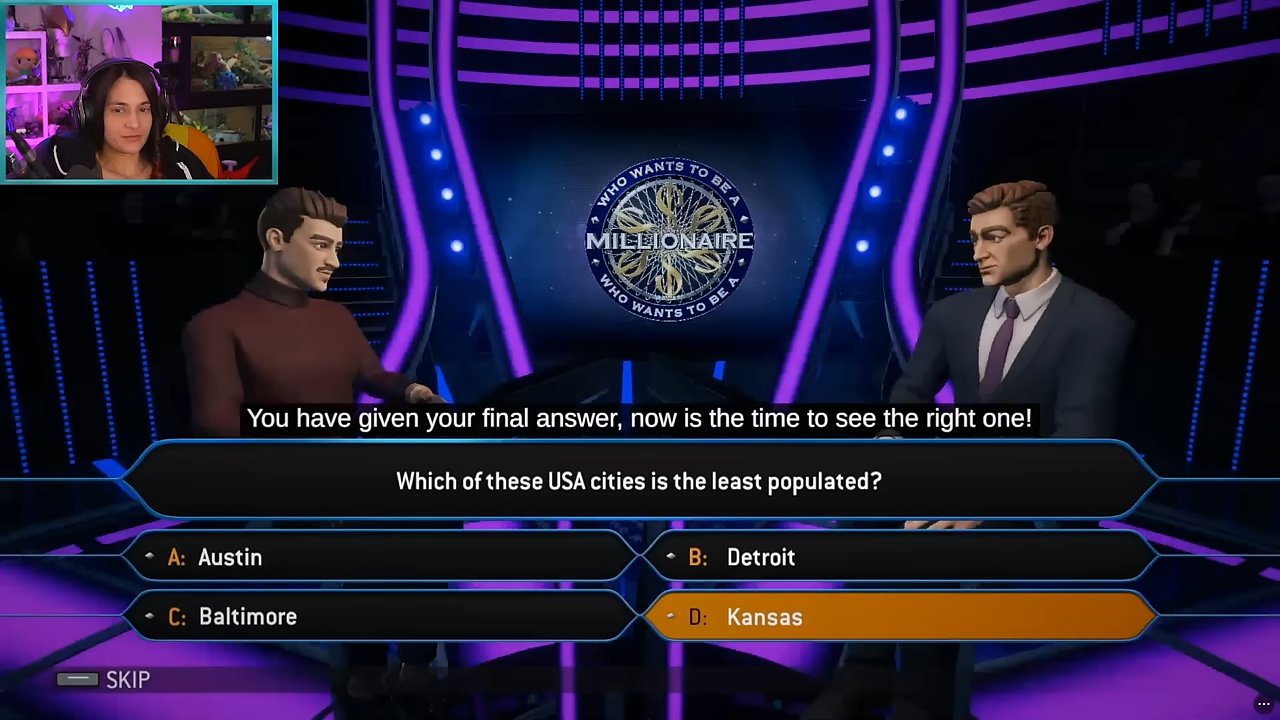 WHO WANTS TO BE A
MILLIONAIRE
WHO WANTS TO BE A
You have given your final answer, now is the time to see the right one!
Which of these USA cities is the least populated?
A: Austin
B: Detroit
C: Baltimore
D: Kansas
SKIP